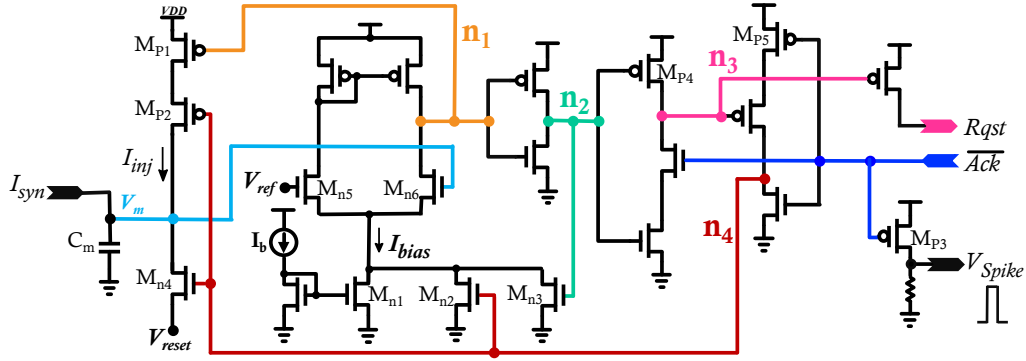 VDD
n1
MP1
MP5
MP4
n3
n2
MP2
Rqst
Iinj
Ack
Isyn
Vref
Mn5
Mn6
Vm
n4
Ib
Ibias
MP3
Cm
VSpike
Mn4
Mn1
Mn2
Mn3
Vreset